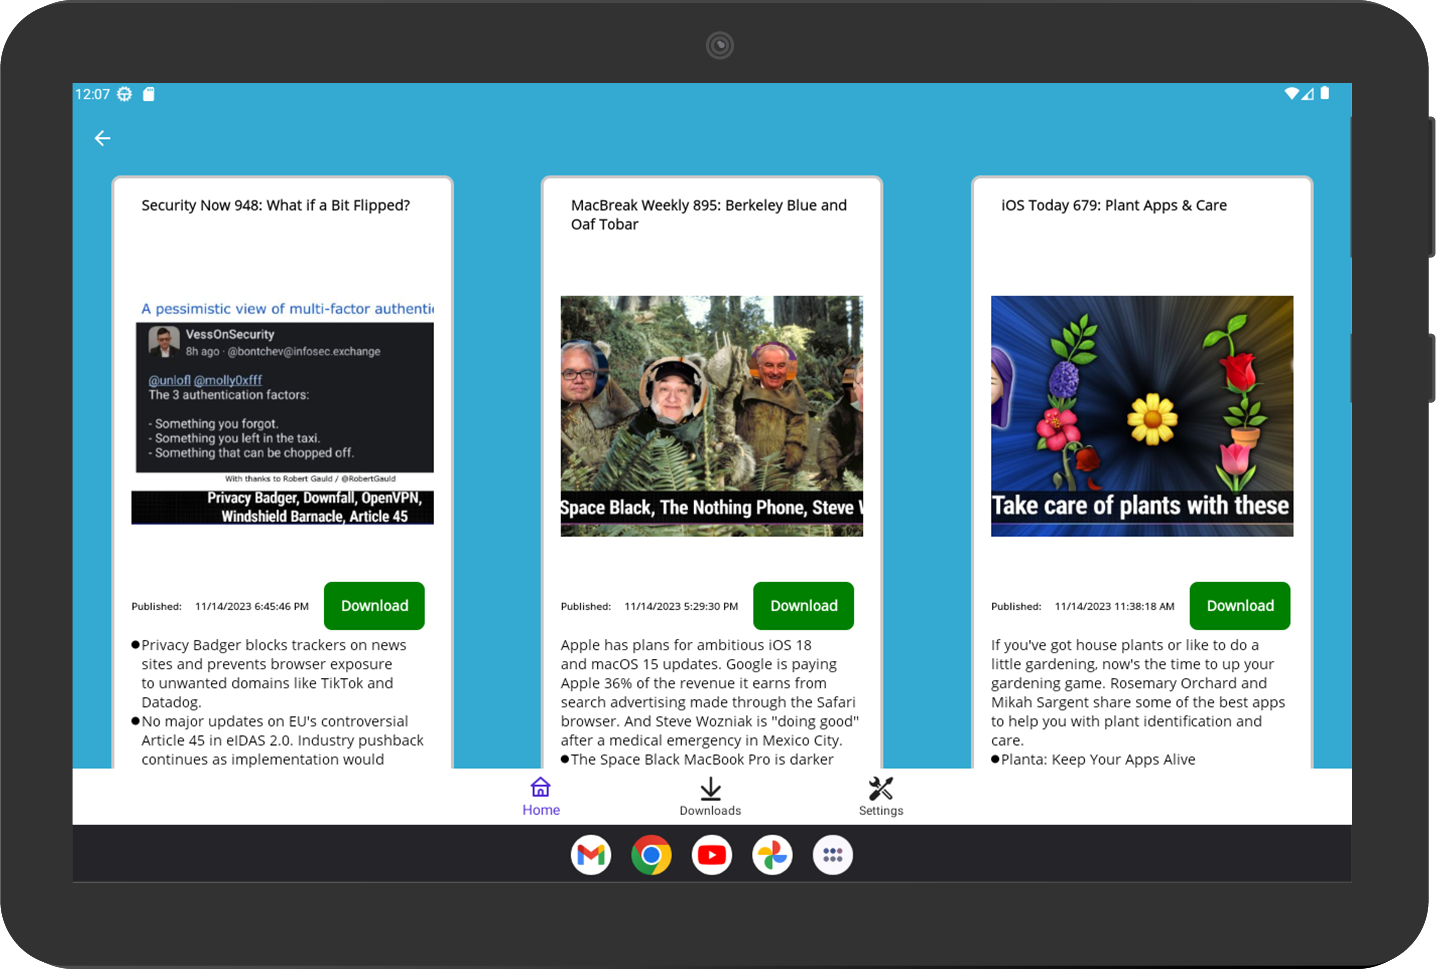 12:07
Security Now 948: What if a Bit Flipped?
A pessimistic view of multi-factor authenti
VessOnSecurity
8h ago · @bontchev@infosec.exchange
@unlofl @molly0xfff
The 3 authentication factors:
- Something you forgot.
- Something you left in the taxi.
- Something that can be chopped off.
With thanks to Robert Gauld / @RobertGauld
Privacy Badger, Downfall, OpenVPN,
Windshield Barnacle, Article 45
Published: 11/14/2023 6:45:46 PM
Download
●Privacy Badger blocks trackers on news
sites and prevents browser exposure
to unwanted domains like TikTok and
Datadog.
●No major updates on EU's controversial
Article 45 in eIDAS 2.0. Industry pushback
continues as implementation would
MacBreak Weekly 895: Berkeley Blue and
Oaf Tobar
Space Black, The Nothing Phone, Steve W
Published: 11/14/2023 5:29:30 PM
Download
Apple has plans for ambitious iOS 18
and macOS 15 updates. Google is paying
Apple 36% of the revenue it earns from
search advertising made through the Safari
browser. And Steve Wozniak is "doing good"
after a medical emergency in Mexico City.
●The Space Black MacBook Pro is darker
iOS Today 679: Plant Apps & Care
Take care of plants with these
Published: 11/14/2023 11:38:18 AM
Download
If you've got house plants or like to do a
little gardening, now's the time to up your
gardening game. Rosemary Orchard and
Mikah Sargent share some of the best apps
to help you with plant identification and
care.
●Planta: Keep Your Apps Alive
Home
Downloads
Settings